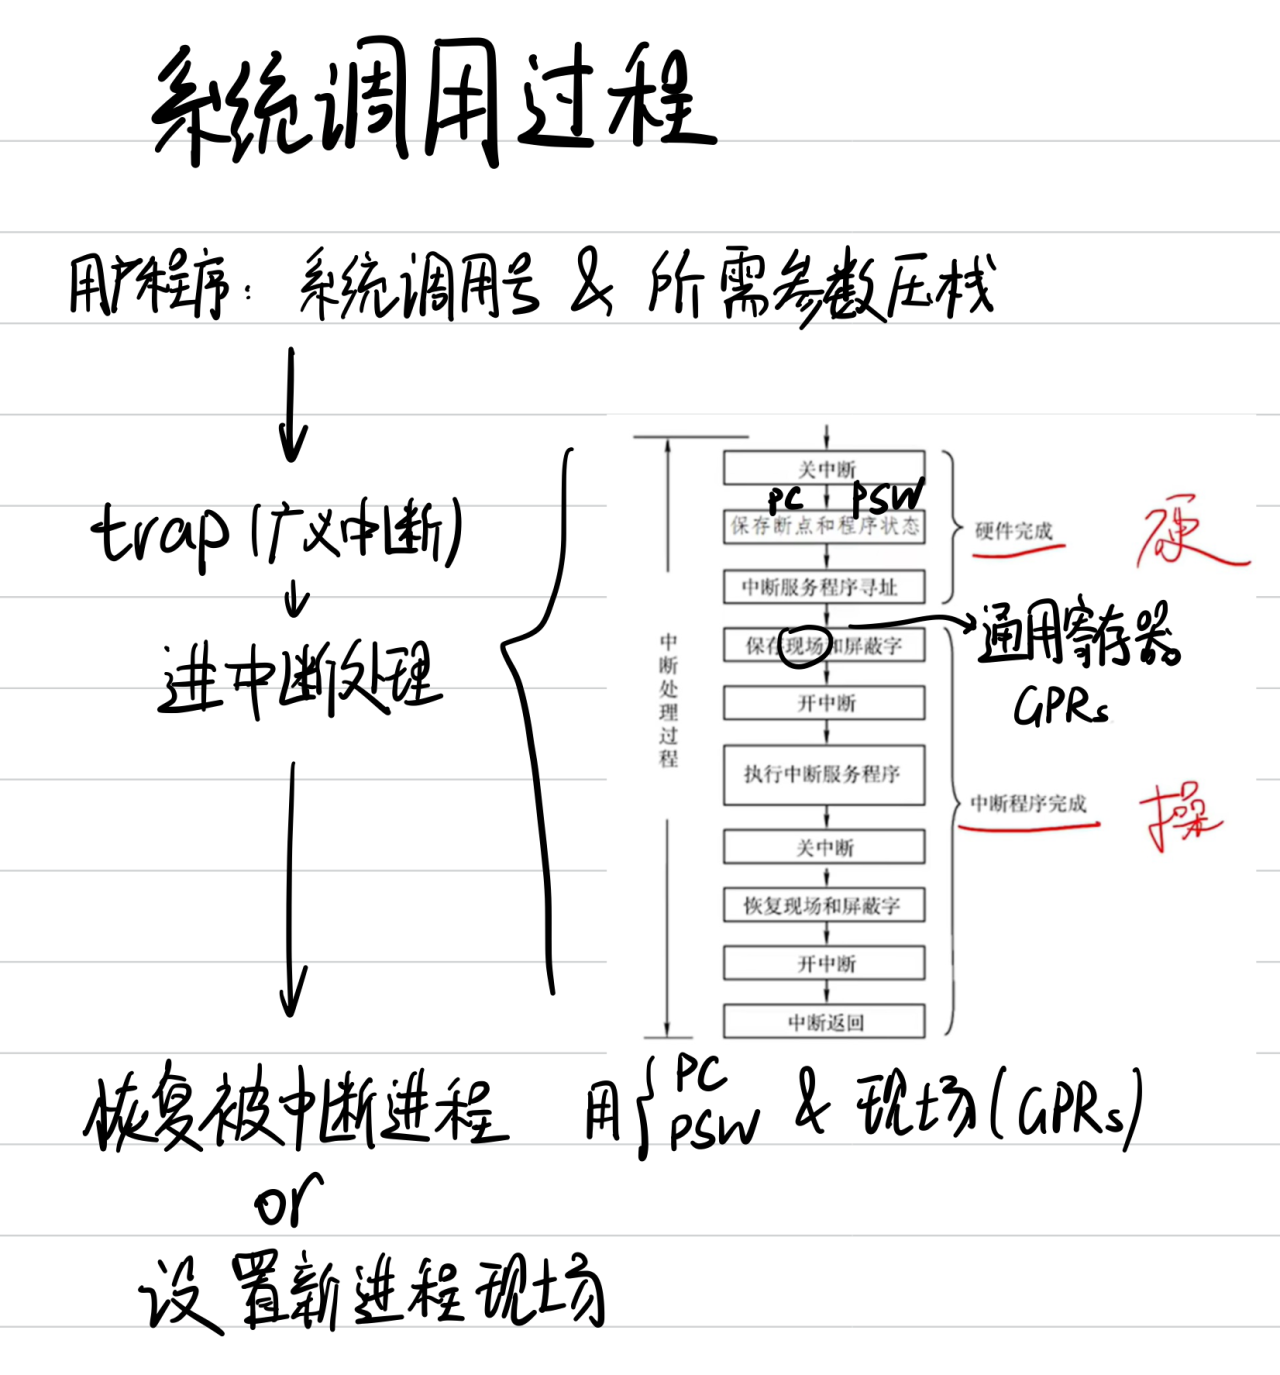 系统调用过程
用户程序：系统调用号 & 所需参数压栈
trap（广义中断）
进中断处理
中断处理过程
关中断
PC PSW
保存断点和程序状态
中断服务程序寻址
硬件完成
硬
保存现场和屏蔽字
通用寄存器
GPRs
开中断
执行中断服务程序
关中断
恢复现场和屏蔽字
开中断
中断返回
中断程序完成
操
恢复被中断进程 用{PC PSW & 现场(GPRs)
or
设置新进程现场